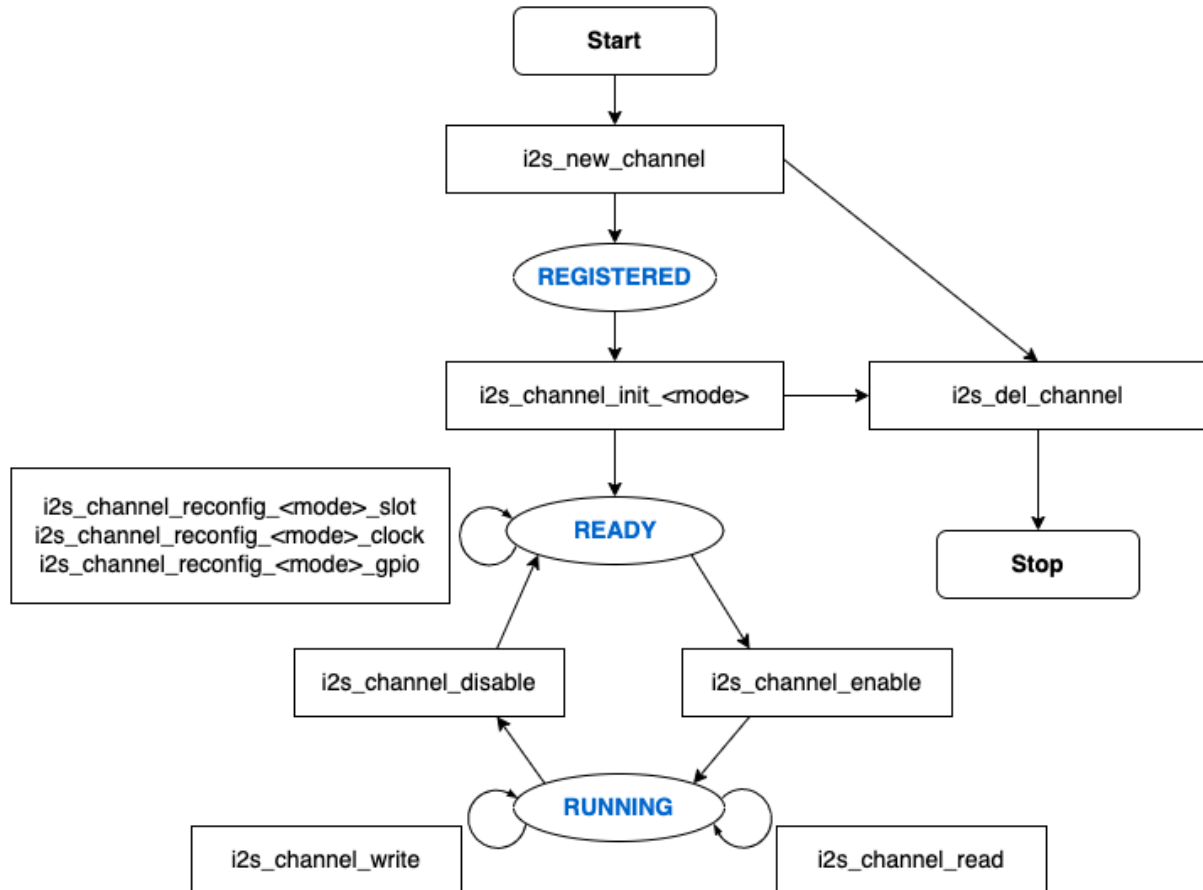 Start
i2s_new_channel
REGISTERED
i2s_channel_init_<mode>
i2s_del_channel
i2s_channel_reconfig_<mode>_slot
i2s_channel_reconfig_<mode>_clock
i2s_channel_reconfig_<mode>_gpio
READY
Stop
i2s_channel_disable
i2s_channel_enable
RUNNING
i2s_channel_write
i2s_channel_read